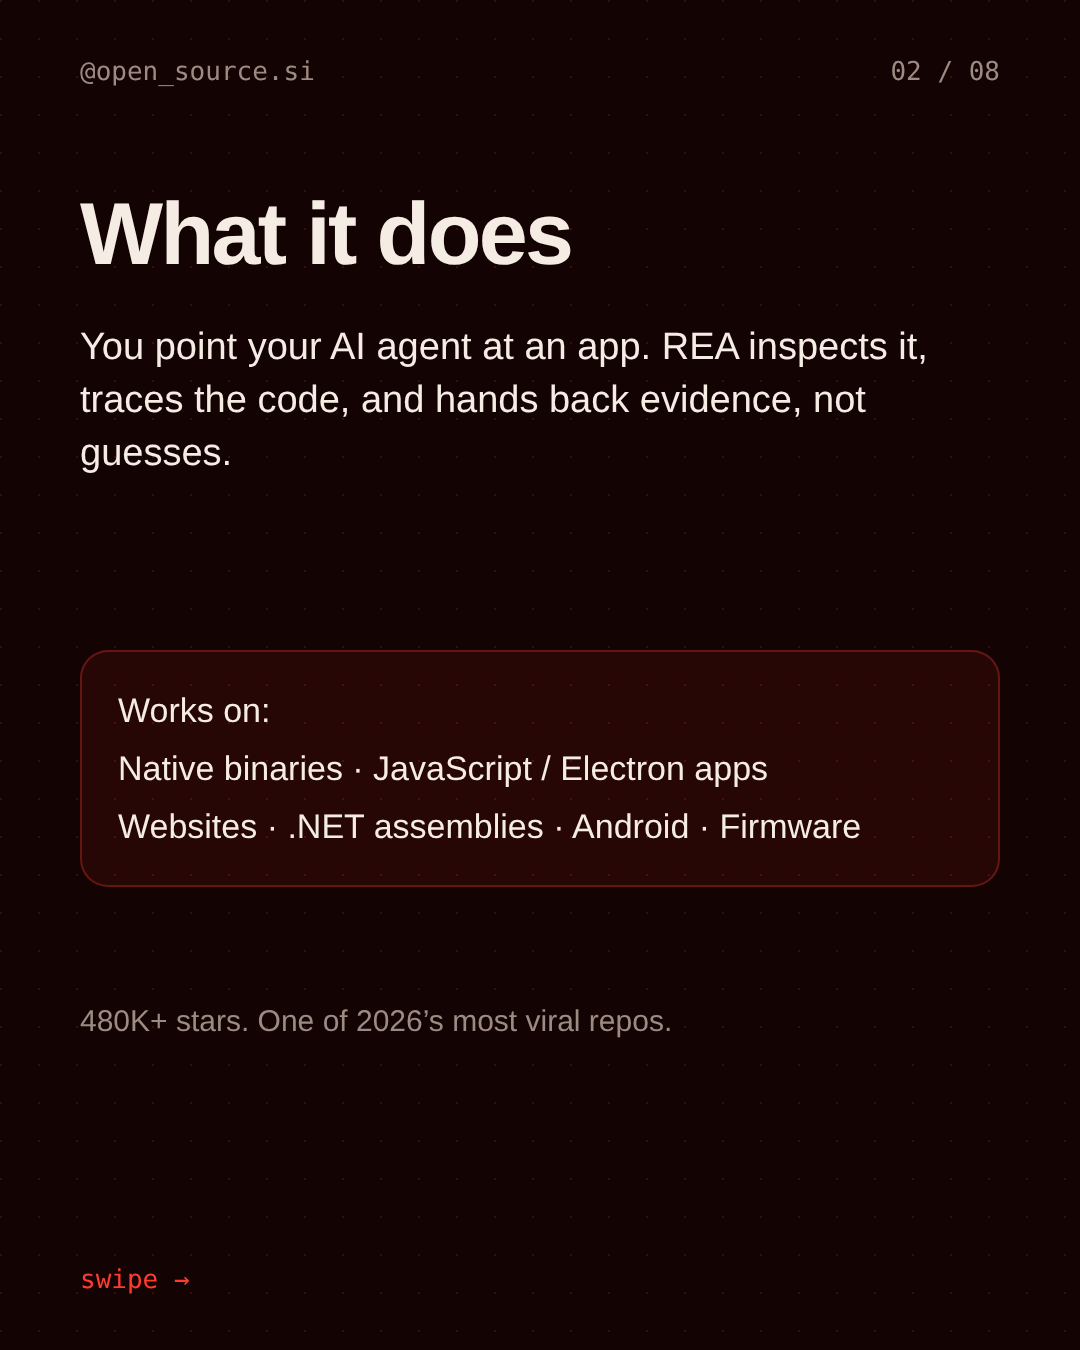 @open_source.si
02 / 08
What it does
You point your AI agent at an app. REA inspects it,
traces the code, and hands back evidence, not
guesses.
Works on:
Native binaries · JavaScript / Electron apps
Websites · .NET assemblies · Android · Firmware
480K+ stars. One of 2026’s most viral repos.
swipe →